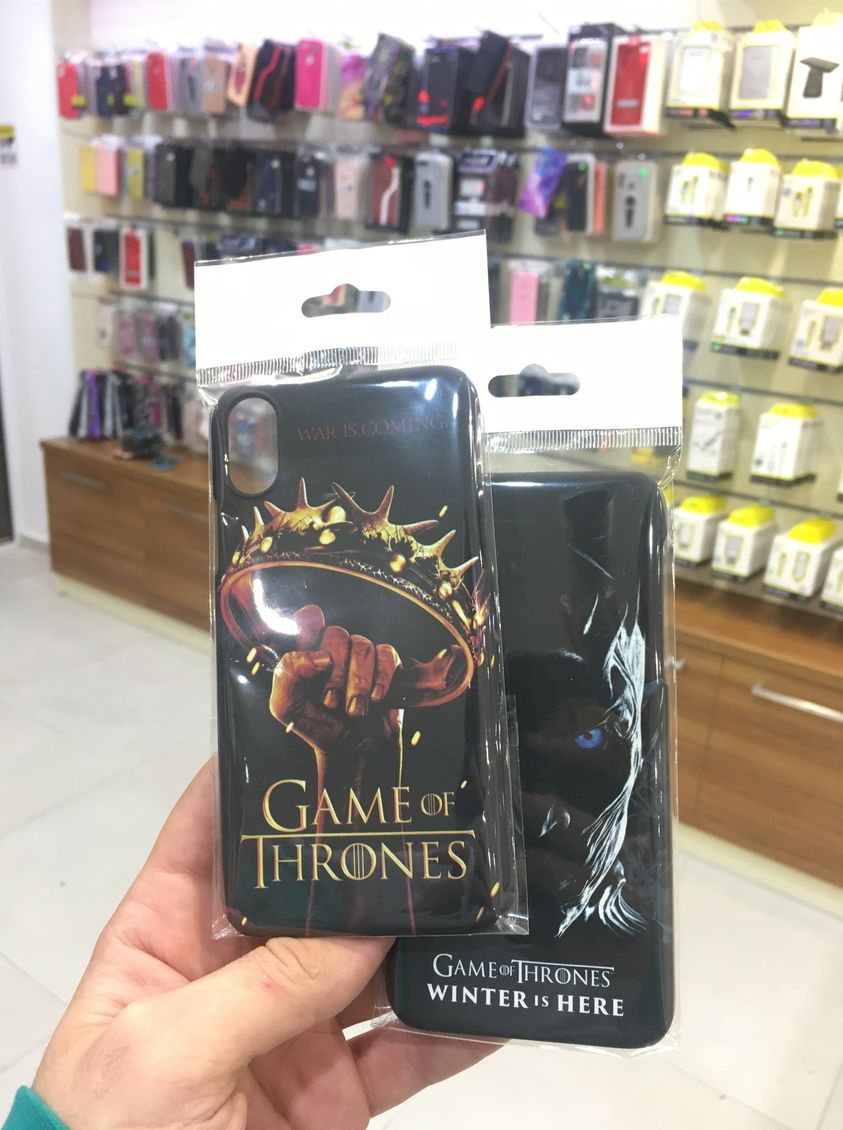 WAR IS COMING
GAME OF
THRONES
GAME OF THRONES
WINTER IS HERE